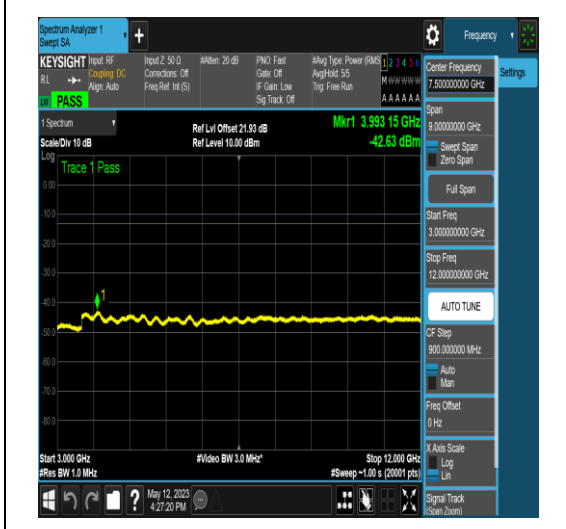 Spectrum Analyzer 1
Swept SA
+
Frequency
KEYSIGHT
RL
Input: RF
Coupling: DC
Align: Auto
Input Z: 50 Ω
Corrections: Off
Freq Ref: Int (S)
#Atten: 20 dB
PNO: Fast
Gate: Off
IF Gain: Low
Sig Track: Off
#Avg Type: Power (RMS
Avg|Hold: 5/5
Trig: Free Run
1 2 3 4 5 6
M W W W W W
A A A A A A
PASS
1 Spectrum
Scale/Div 10 dB
Log
Ref Lvl Offset 21.93 dB
Ref Level 10.00 dBm
Mkr1 3.993 15 GHz
-42.63 dBm
Trace 1 Pass
1
0.00
-10.0
-20.0
-30.0
-40.0
-50.0
-60.0
-70.0
-80.0
Start 3.000 GHz
#Res BW 1.0 MHz
#Video BW 3.0 MHz*
Stop 12.000 GHz
#Sweep ~1.00 s (20001 pts)
?
May 12, 2023
4:27:20 PM
Center Frequency
7.500000000 GHz
Settings
Span
9.00000000 GHz
Swept Span
Zero Span
Full Span
Start Freq
3.000000000 GHz
Stop Freq
12.000000000 GHz
AUTO TUNE
CF Step
900.000000 MHz
Auto
Man
Freq Offset
0 Hz
X Axis Scale
Log
Lin
Signal Track
(Span Zoom)